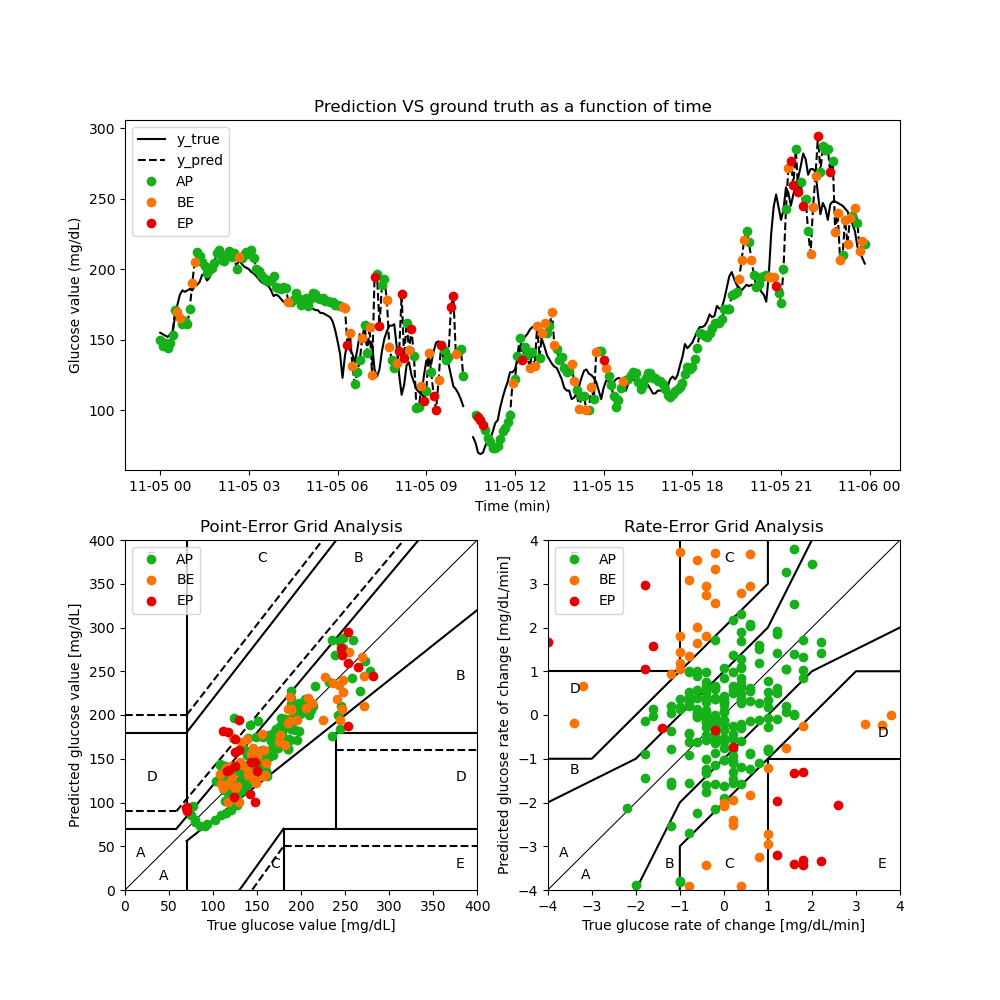 Prediction VS ground truth as a function of time
Glucose value (mg/dL)
300
250
200
150
100
y_true
y_pred
AP
BE
EP
11-05 00
11-05 03
11-05 06
11-05 09
11-05 12
11-05 15
11-05 18
11-05 21
11-06 00
Time (min)
Point-Error Grid Analysis
Predicted glucose value [mg/dL]
400
350
300
250
200
150
100
50
0
AP
BE
EP
C
B
B
D
D
A
A
C
E
0
50
100
150
200
250
300
350
400
True glucose value [mg/dL]
Rate-Error Grid Analysis
Predicted glucose rate of change [mg/dL/min]
4
3
2
1
0
−1
−2
−3
−4
AP
BE
EP
C
D
D
B
A
A
B
C
E
−4
−3
−2
−1
0
1
2
3
4
True glucose rate of change [mg/dL/min]